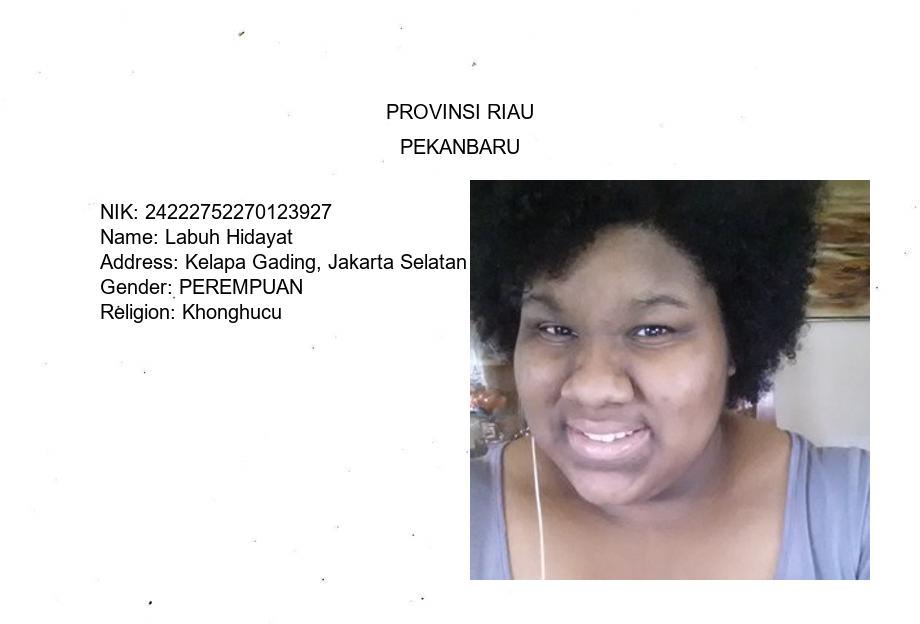 PROVINSI RIAU
PEKANBARU
NIK: 24222752270123927
Name: Labuh Hidayat
Address: Kelapa Gading, Jakarta Selatan
Gender: PEREMPUAN
Religion: Khonghucu